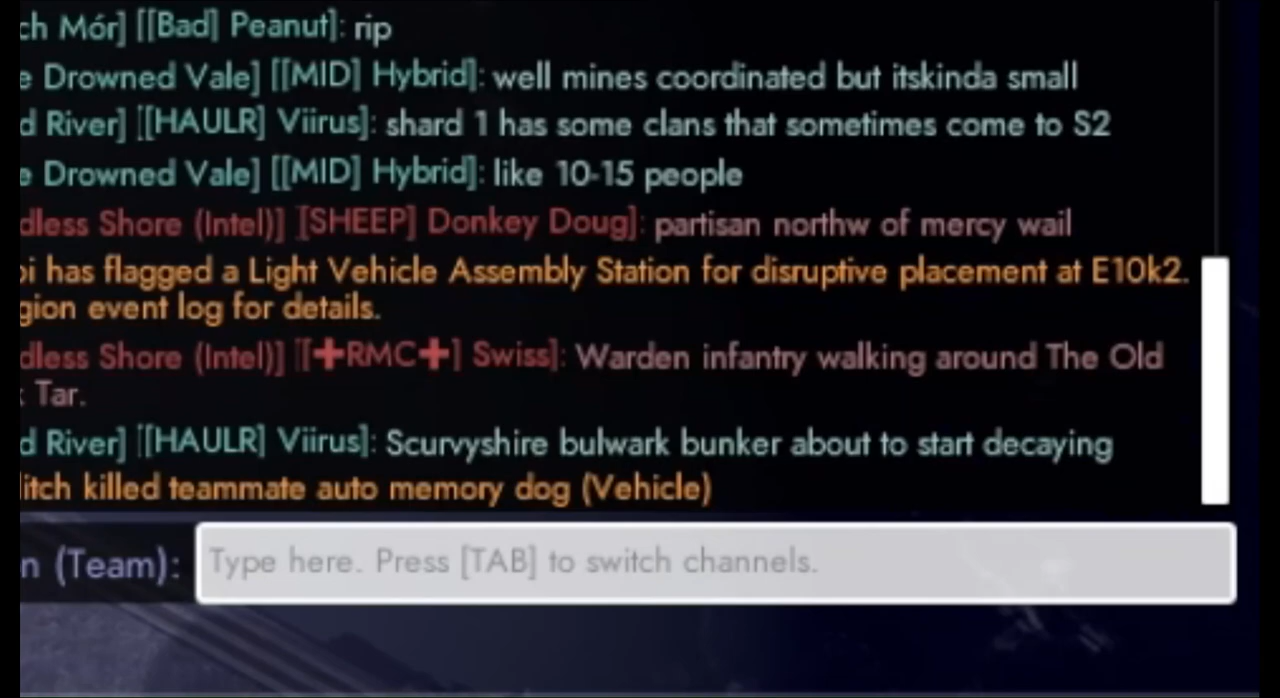 ch Mór] [[Bad] Peanut]: rip
e Drowned Vale] [[MID] Hybrid]: well mines coordinated but itskinda small
d River] [[HAULR] Viirus]: shard 1 has some clans that sometimes come to S2
e Drowned Vale] [[MID] Hybrid]: like 10-15 people
dless Shore (Intel)] [SHEEP] Donkey Doug]: partisan northw of mercy wail
oi has flagged a Light Vehicle Assembly Station for disruptive placement at E10k2.
gion event log for details.
dless Shore (Intel)] [[✚RMC✚] Swiss]: Warden infantry walking around The Old
k Tar.
d River] [[HAULR] Viirus]: Scurvyshire bulwark bunker about to start decaying
litch killed teammate auto memory dog (Vehicle)
n (Team): Type here. Press [TAB] to switch channels.